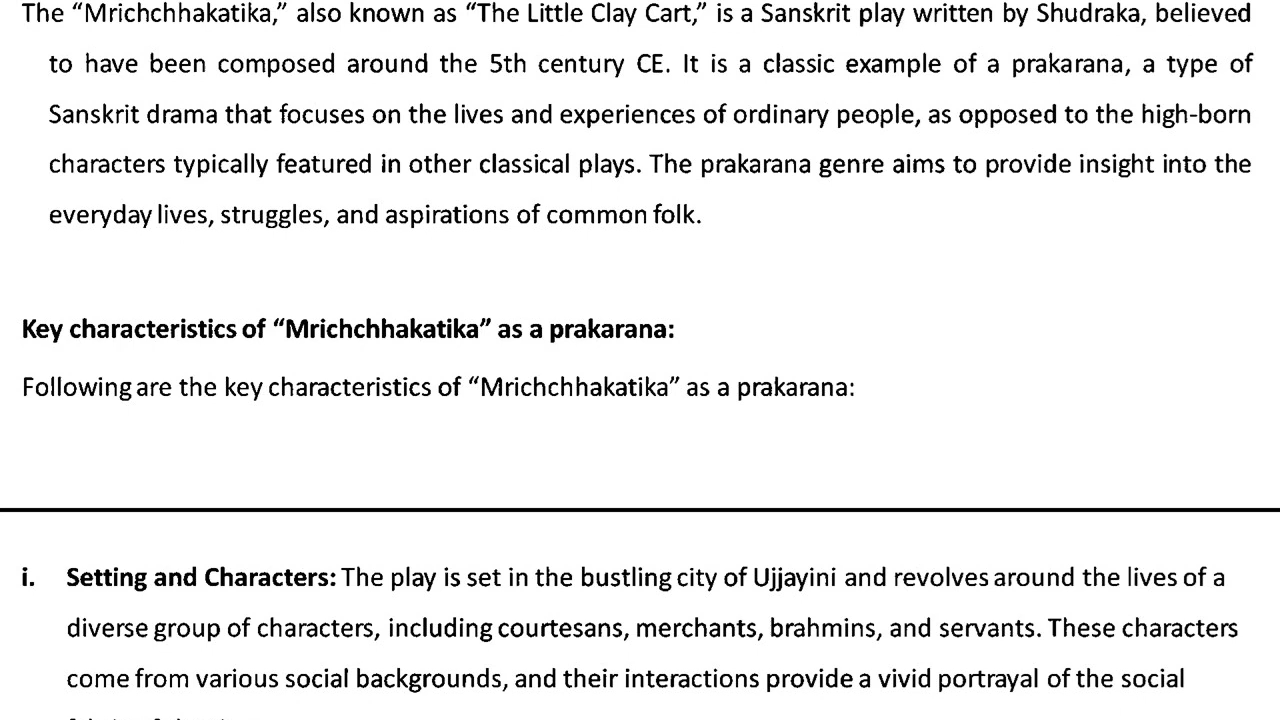 The “Mrichchhakatika,” also known as “The Little Clay Cart,” is a Sanskrit play written by Shudraka, believed
to have been composed around the 5th century CE. It is a classic example of a prakarana, a type of
Sanskrit drama that focuses on the lives and experiences of ordinary people, as opposed to the high-born
characters typically featured in other classical plays. The prakarana genre aims to provide insight into the
everyday lives, struggles, and aspirations of common folk.
Key characteristics of “Mrichchhakatika” as a prakarana:
Following are the key characteristics of “Mrichchhakatika” as a prakarana:
i. Setting and Characters: The play is set in the bustling city of Ujjayini and revolves around the lives of a
diverse group of characters, including courtesans, merchants, brahmins, and servants. These characters
come from various social backgrounds, and their interactions provide a vivid portrayal of the social